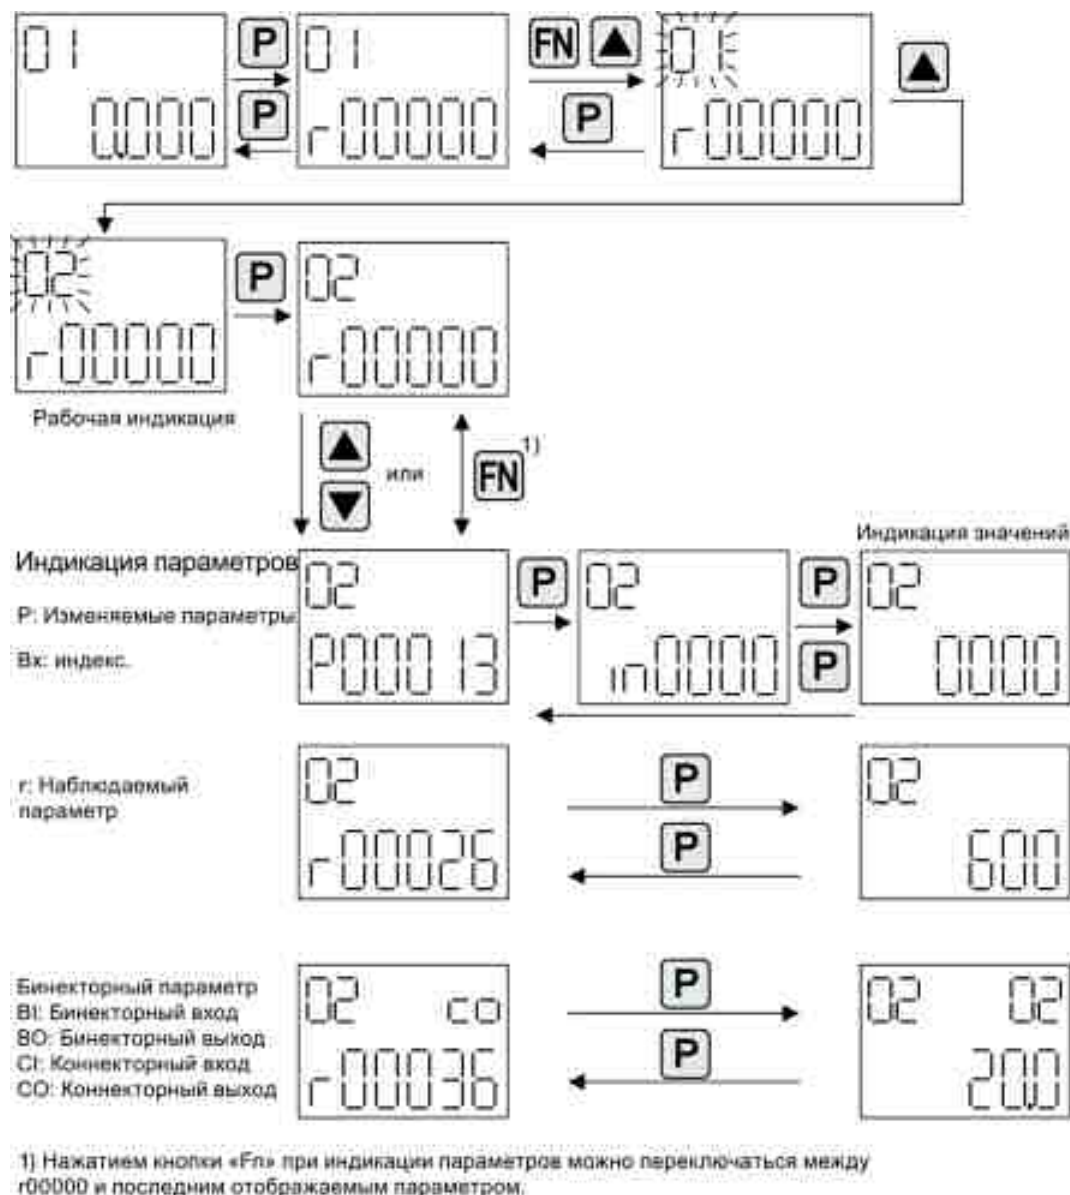 01 P 01 FN 01
0.000 P r00000 P r00000
02 P 02
r00000 r00000
Рабочая индикация
или FN 1)
Индикация значений
Индикация параметров 02 P 02 P 02
P: Изменяемые параметры
Вх: индекс. P00013 in0000 P 0000
02 P 02
r: Наблюдаемый
параметр
r00026 P 600
Бинекторный параметр 02 co P 02 02
BI: Бинекторный вход
BO: Бинекторный выход
CI: Коннекторный вход r00036 P 20.0
CO: Коннекторный выход
1) Нажатием кнопки «Fn» при индикации параметров можно переключаться между
r00000 и последним отображаемым параметром.